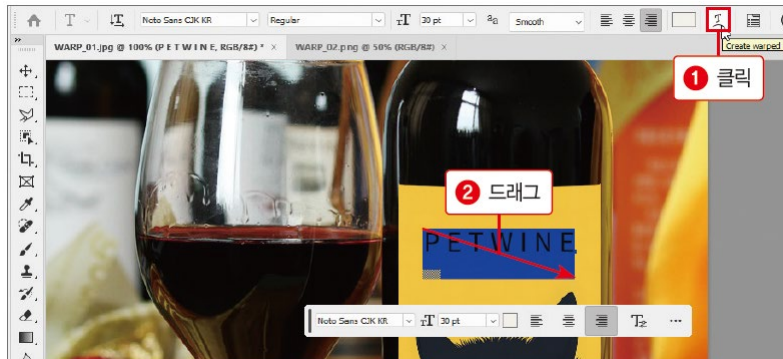 Noto Sans CJK KR Regular 30 pt Smooth
WARP_01.jpg @ 100% (P E T W I N E, RGB/8#) * × WARP_02.png @ 50% (RGB/8#) ×
Create warped
1 클릭
2 드래그
PETWINE
Noto Sans CJK KR 30 pt